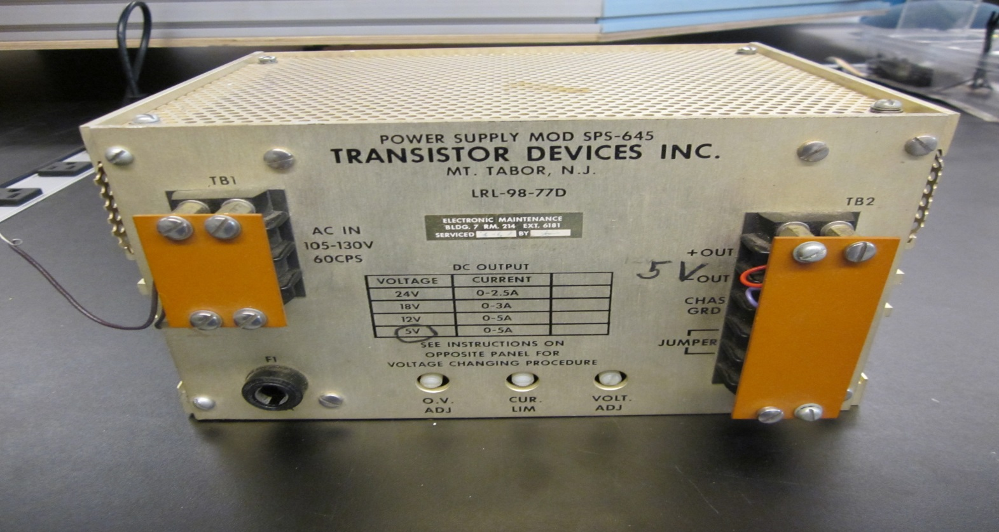 POWER SUPPLY MOD SPS-645
TRANSISTOR DEVICES INC.
MT. TABOR, N.J.
LRL-98-77D
TB1
AC IN
105-130V
60CPS
ELECTRONIC MAINTENANCE
BLDG. 7 RM. 214 EXT. 6181
SERVICED BY
DC OUTPUT
VOLTAGE CURRENT
24V 0-2.5A
18V 0-3A
12V 0-5A
5V 0-5A
SEE INSTRUCTIONS ON
OPPOSITE PANEL FOR
VOLTAGE CHANGING PROCEDURE
TB2
+OUT
5V
-OUT
CHAS
GRD
JUMPER
F1
O.V.
ADJ
CUR.
LIM
VOLT.
ADJ